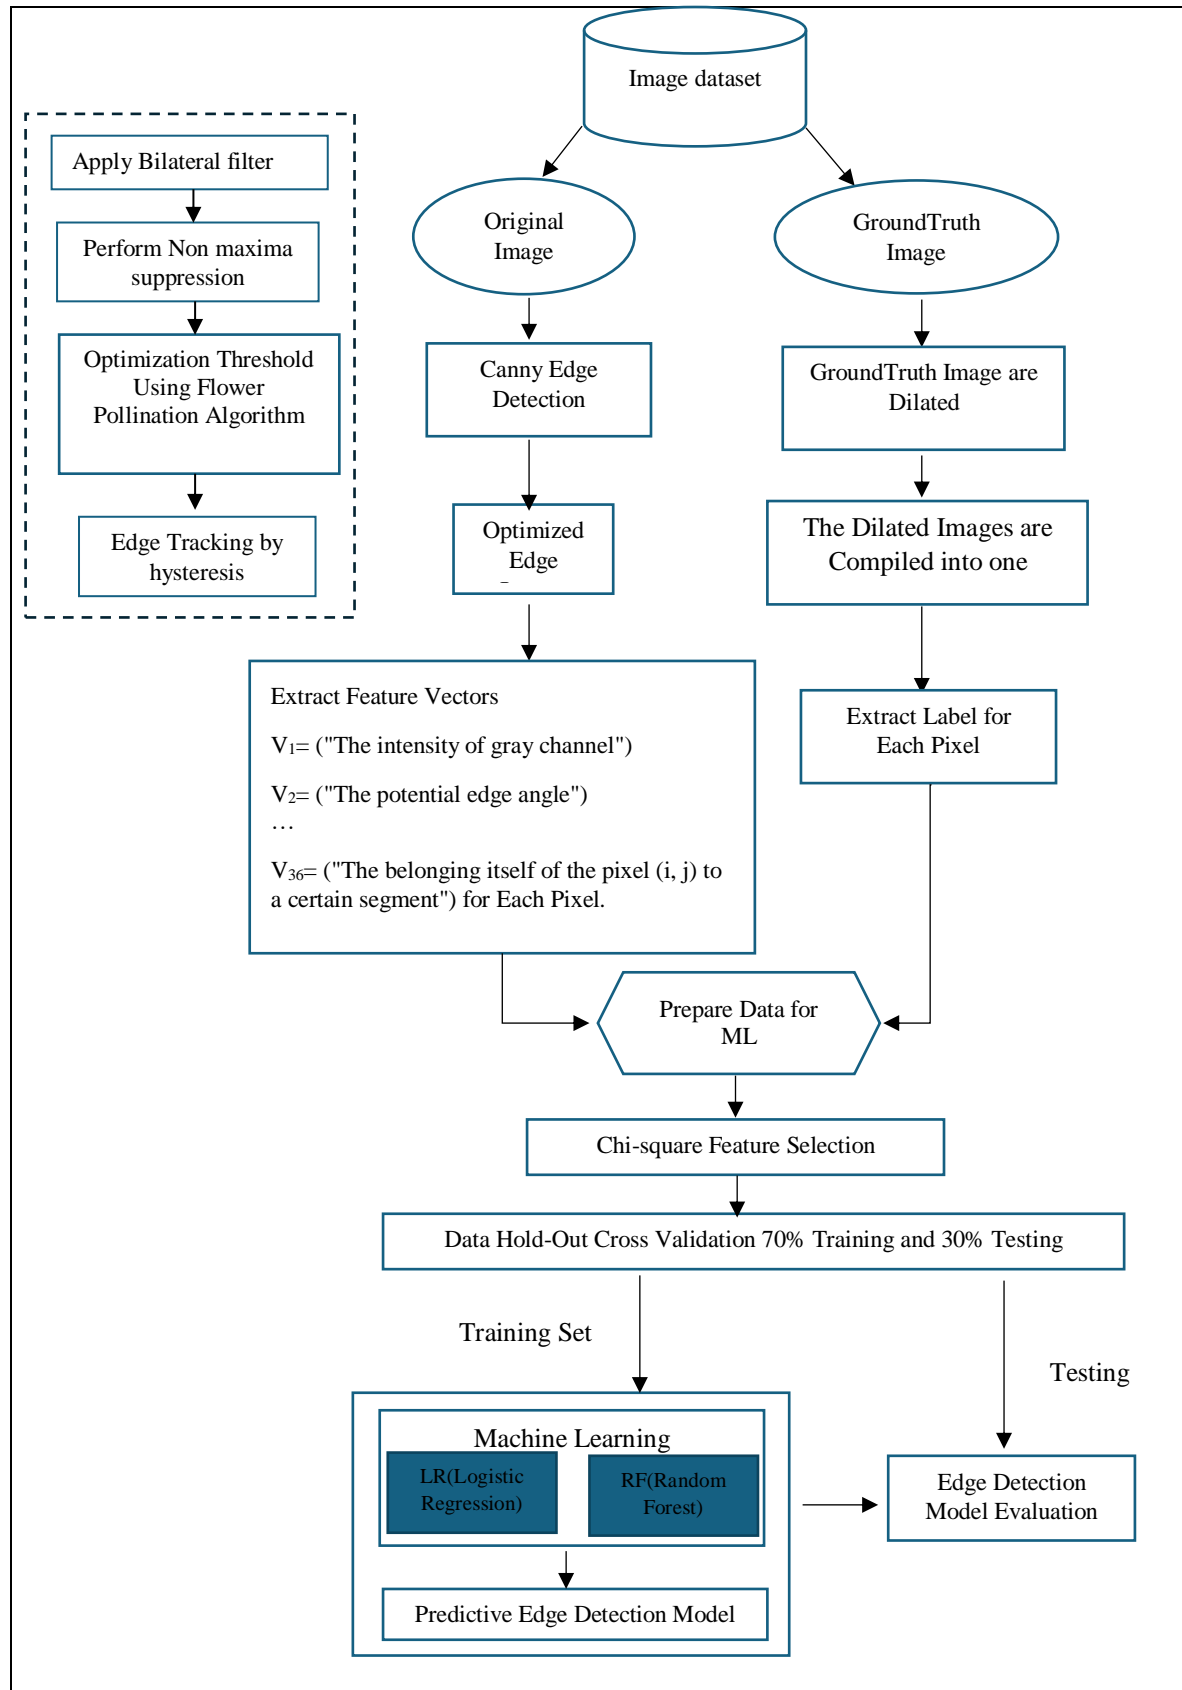 Image dataset
Apply Bilateral filter
Perform Non maxima
suppression
Optimization Threshold
Using Flower
Pollination Algorithm
Edge Tracking by
hysteresis
Original
Image
GroundTruth
Image
Canny Edge
Detection
GroundTruth Image are
Dilated
Optimized
Edge
The Dilated Images are
Compiled into one
Extract Feature Vectors
V1= ("The intensity of gray channel")
V2= ("The potential edge angle")
…
V36= ("The belonging itself of the pixel (i, j) to
a certain segment") for Each Pixel.
Extract Label for
Each Pixel
Prepare Data for
ML
Chi-square Feature Selection
Data Hold-Out Cross Validation 70% Training and 30% Testing
Training Set
Testing
Machine Learning
LR(Logistic
Regression)
RF(Random
Forest)
Edge Detection
Model Evaluation
Predictive Edge Detection Model